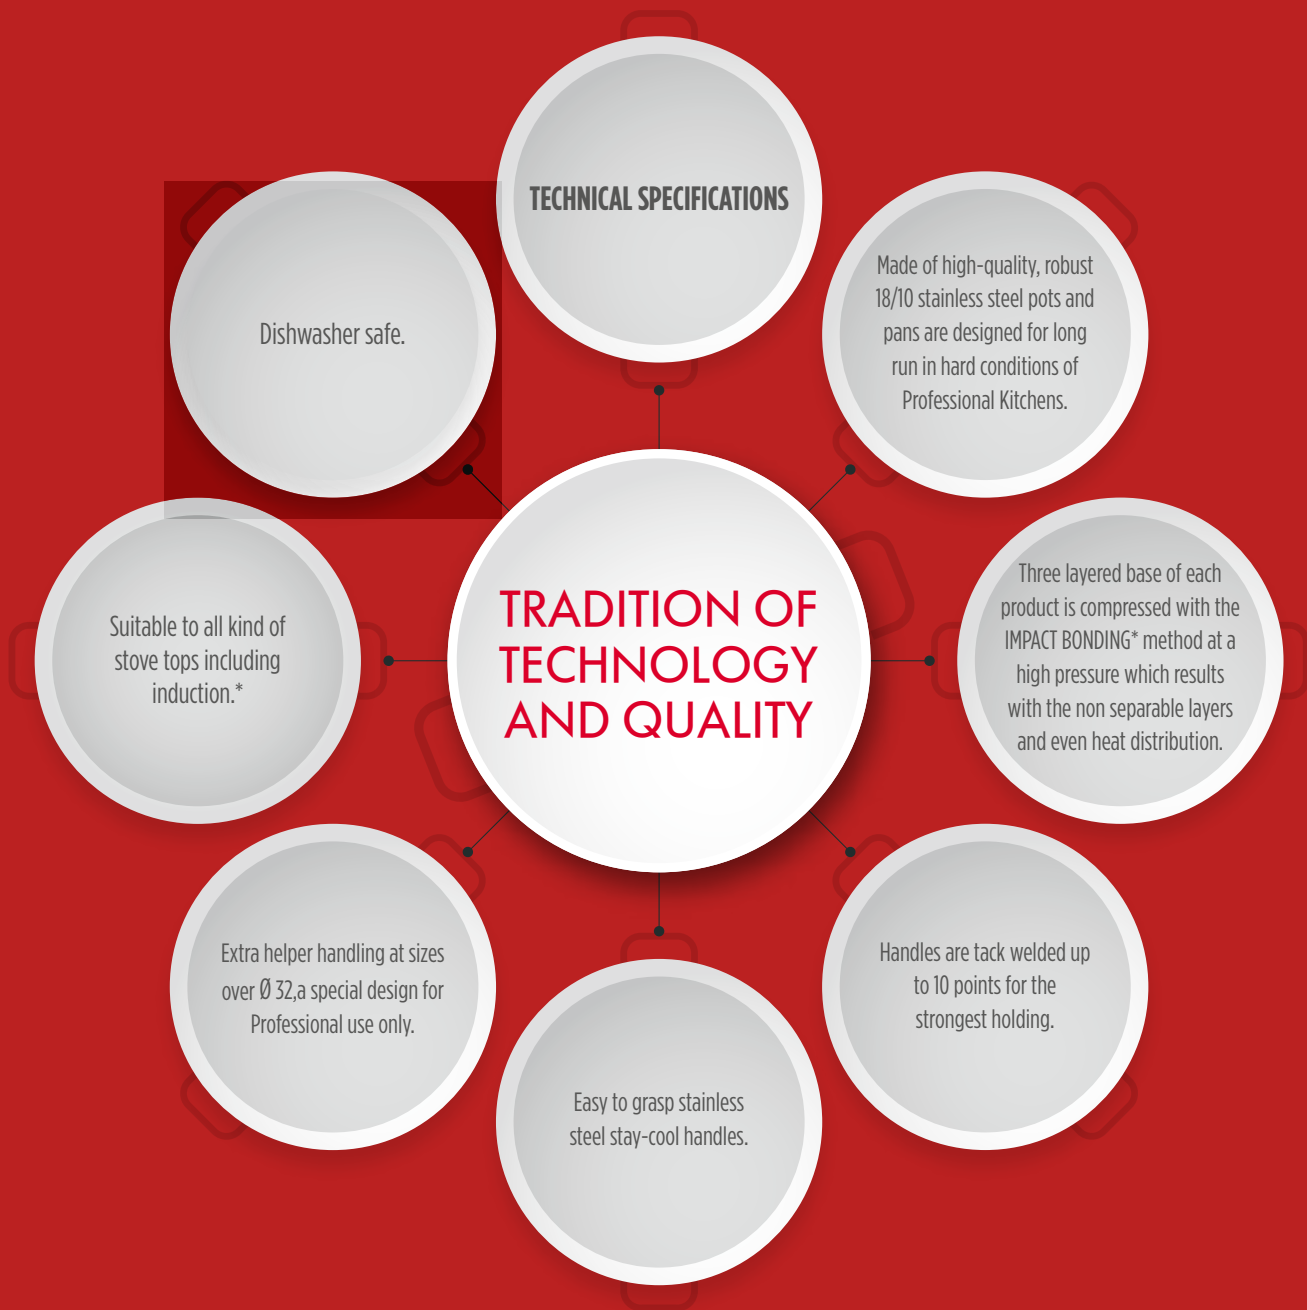 TECHNICAL SPECIFICATIONS
Made of high-quality, robust
18/10 stainless steel pots and
pans are designed for long
run in hard conditions of
Professional Kitchens.
Three layered base of each
product is compressed with the
IMPACT BONDING* method at a
high pressure which results
with the non separable layers
and even heat distribution.
Handles are tack welded up
to 10 points for the
strongest holding.
Easy to grasp stainless
steel stay-cool handles.
Extra helper handling at sizes
over Ø 32,a special design for
Professional use only.
Suitable to all kind of
stove tops including
induction.*
Dishwasher safe.
TRADITION OF
TECHNOLOGY
AND QUALITY